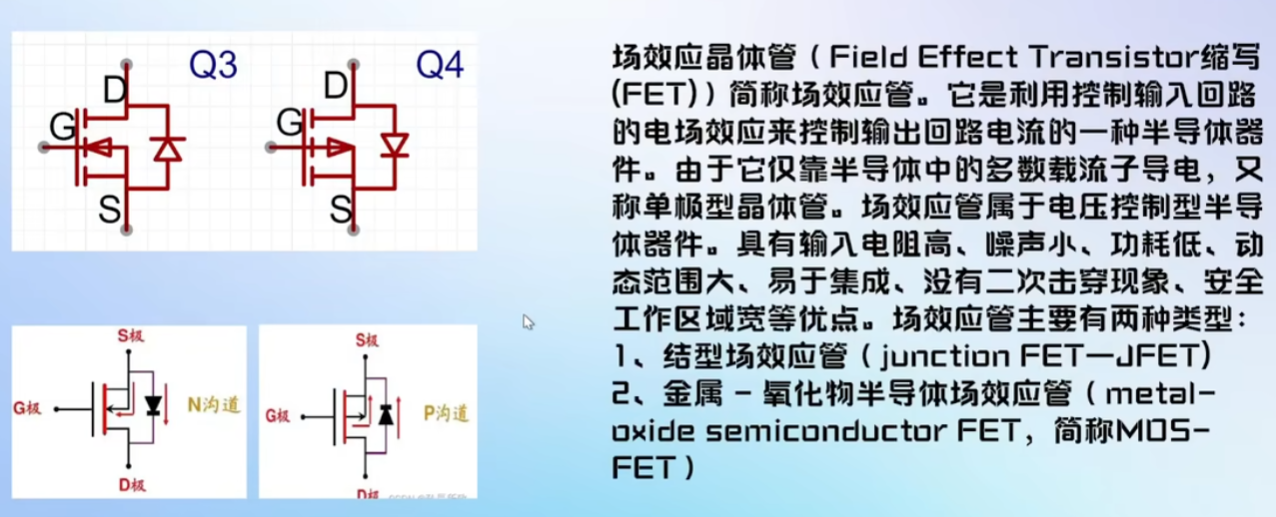 Q3
Q4
D
D
G
G
S
S
场效应晶体管（Field Effect Transistor缩写
(FET)）简称场效应管。它是利用控制输入回路
的电场效应来控制输出回路电流的一种半导体器
件。由于它仅靠半导体中的多数载流子导电，又
称单极型晶体管。场效应管属于电压控制型半导
体器件。具有输入电阻高、噪声小、功耗低、动
态范围大、易于集成、没有二次击穿现象、安全
工作区域宽等优点。场效应管主要有两种类型：
1、结型场效应管（junction FET—JFET)
2、金属－氧化物半导体场效应管（metal-
oxide semiconductor FET，简称MOS-
FET）
S极
G极
N沟道
D极
S极
G极
P沟道
D极